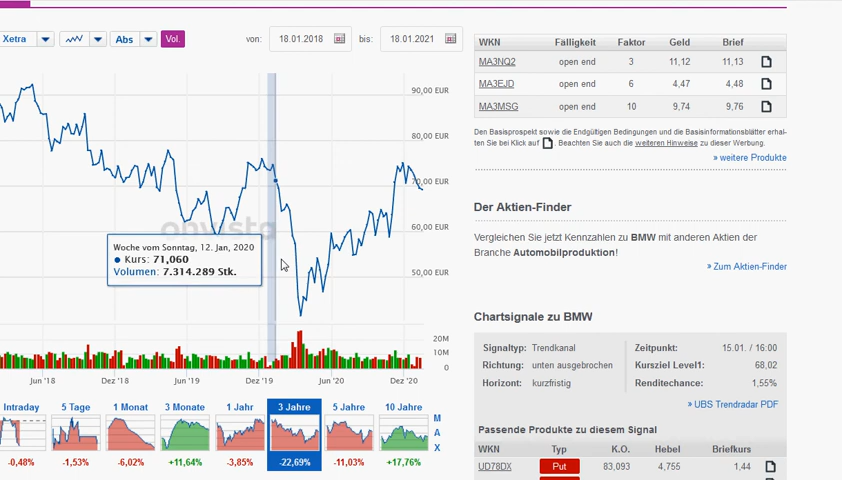 Xetra
Abs
Vol.
von:
18.01.2018
bis:
18.01.2021
90,00 EUR
80,00 EUR
70,00 EUR
60,00 EUR
50,00 EUR
onvista
Woche vom Sonntag, 12. Jan, 2020
Kurs: 71,060
Volumen: 7.314.289 Stk.
20M
10M
0
Jun '18
Dez '18
Jun '19
Dez '19
Jun '20
Dez '20
Intraday
5 Tage
1 Monat
3 Monate
1 Jahr
3 Jahre
5 Jahre
10 Jahre
M
A
X
-0,48%
-1,53%
-6,02%
+11,64%
-3,85%
-22,69%
-11,03%
+17,76%
WKN Fälligkeit Faktor Geld Brief
MA3NQ2 open end 3 11,12 11,13
MA3EJD open end 6 4,47 4,48
MA3MSG open end 10 9,74 9,76
Den Basisprospekt sowie die Endgültigen Bedingungen und die Basisinformationsblätter erhal-
ten Sie bei Klick auf . Beachten Sie auch die weiteren Hinweise zu dieser Werbung.
» weitere Produkte
Der Aktien-Finder
Vergleichen Sie jetzt Kennzahlen zu BMW mit anderen Aktien der
Branche Automobilproduktion!
» Zum Aktien-Finder
Chartsignale zu BMW
Signaltyp: Trendkanal Zeitpunkt: 15.01. / 16:00
Richtung: unten ausgebrochen Kursziel Level1: 68,02
Horizont: kurzfristig Renditechance: 1,55%
» UBS Trendradar PDF
Passende Produkte zu diesem Signal
WKN Typ K.O. Hebel Briefkurs
UD78DX Put 83,093 4,755 1,44